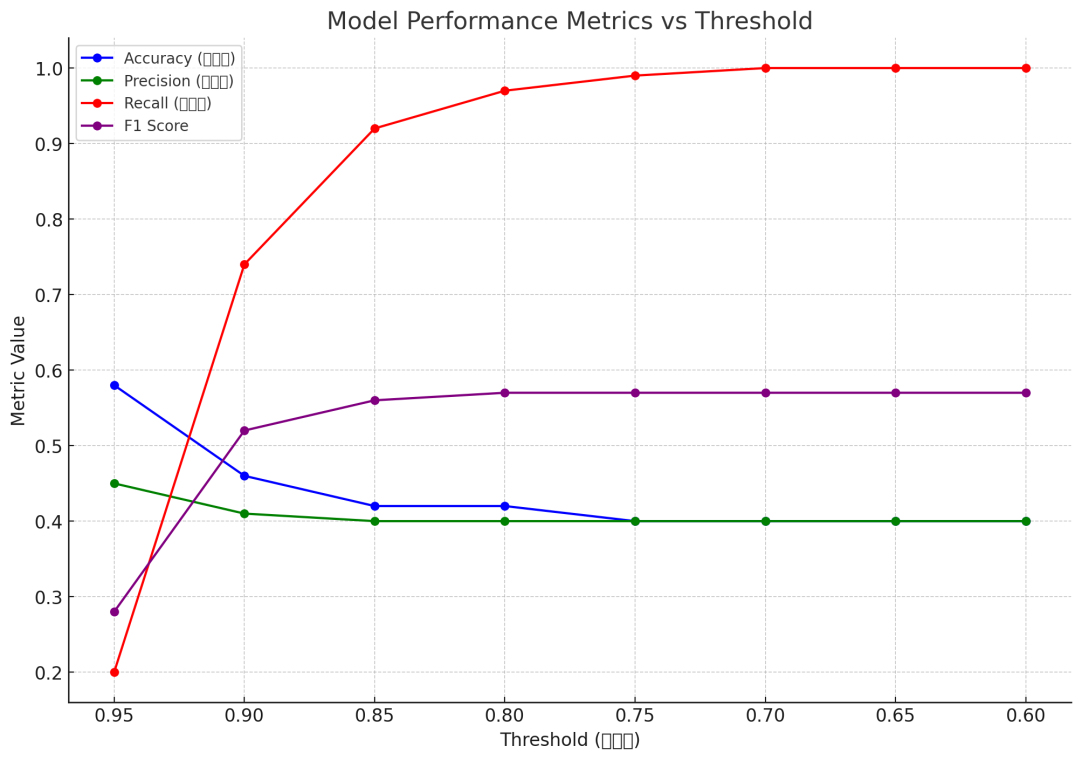 Model Performance Metrics vs Threshold
Accuracy (□□□)
Precision (□□□)
Recall (□□□)
F1 Score
1.0
0.9
0.8
0.7
0.6
0.5
0.4
0.3
0.2
Metric Value
0.95 0.90 0.85 0.80 0.75 0.70 0.65 0.60
Threshold (□□□)